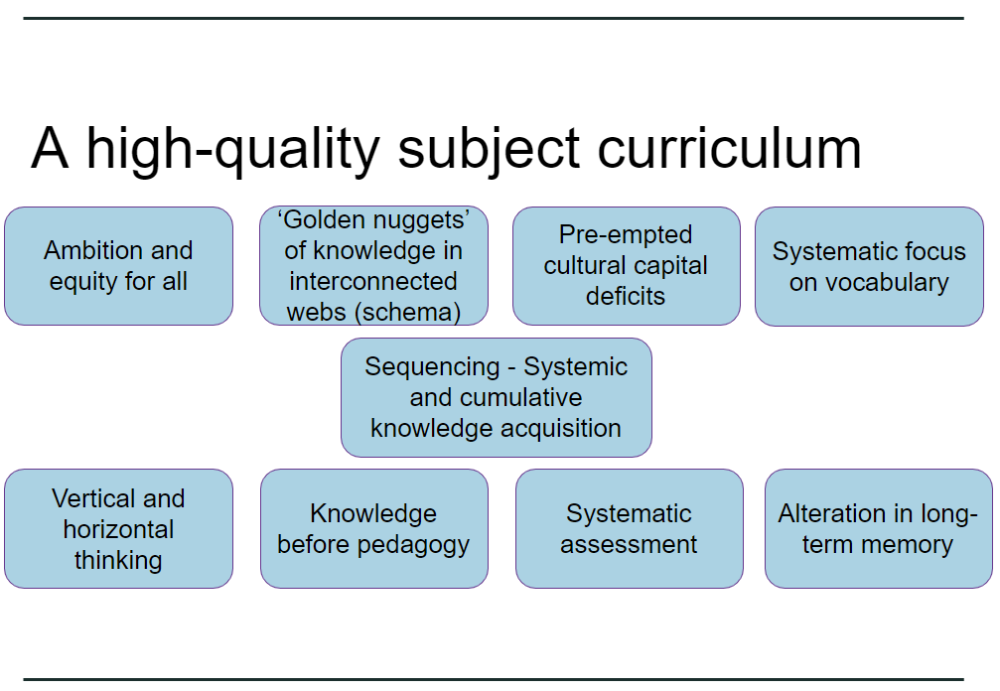 A high-quality subject curriculum
Ambition and
equity for all
‘Golden nuggets’
of knowledge in
interconnected
webs (schema)
Pre-empted
cultural capital
deficits
Systematic focus
on vocabulary
Sequencing - Systemic
and cumulative
knowledge acquisition
Vertical and
horizontal
thinking
Knowledge
before pedagogy
Systematic
assessment
Alteration in long-
term memory